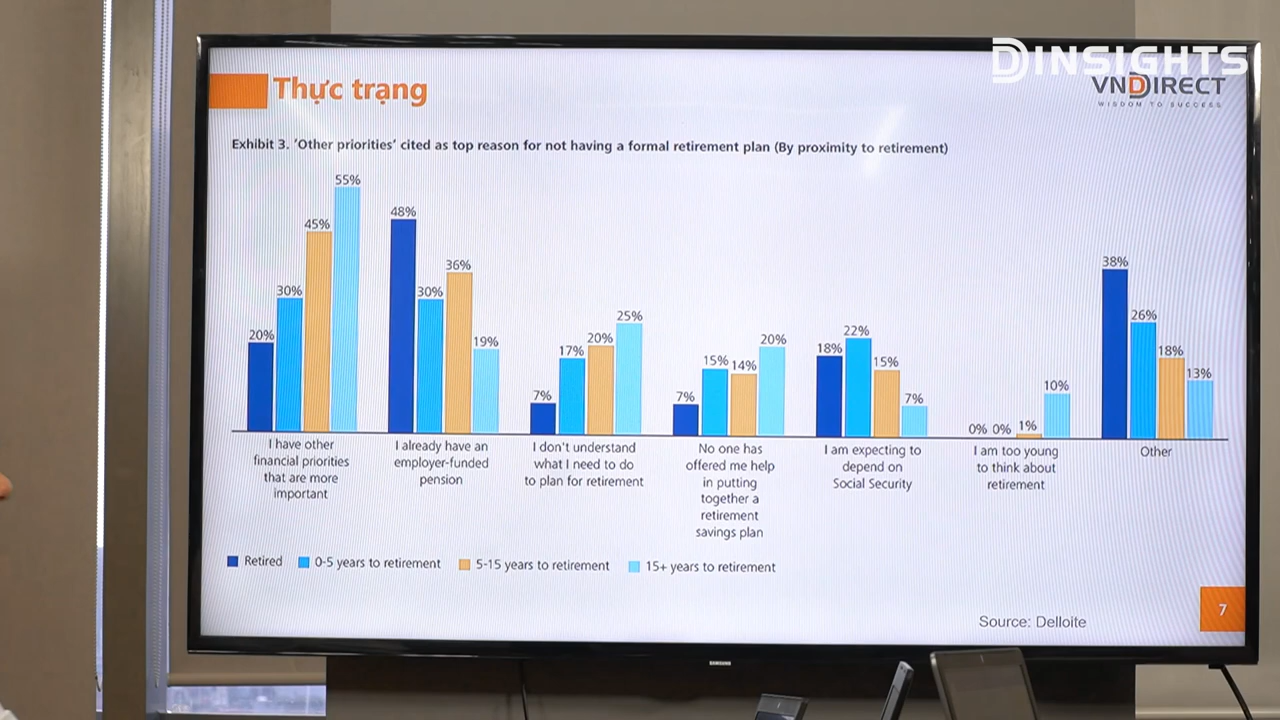 DINSIGHTS
VNDIRECT
WISDOM TO SUCCESS
Thực trạng
Exhibit 3. 'Other priorities' cited as top reason for not having a formal retirement plan (By proximity to retirement)
20% 30% 45% 55%
48% 30% 36% 19%
7% 17% 20% 25%
7% 15% 14% 20%
18% 22% 15% 7%
0% 0% 1% 10%
38% 26% 18% 13%
I have other
financial priorities
that are more
important
I already have an
employer-funded
pension
I don't understand
what I need to do
to plan for retirement
No one has
offered me help
in putting
together a
retirement
savings plan
I am expecting to
depend on
Social Security
I am too young
to think about
retirement
Other
Retired 0-5 years to retirement 5-15 years to retirement 15+ years to retirement
7
Source: Delloite
SAMSUNG